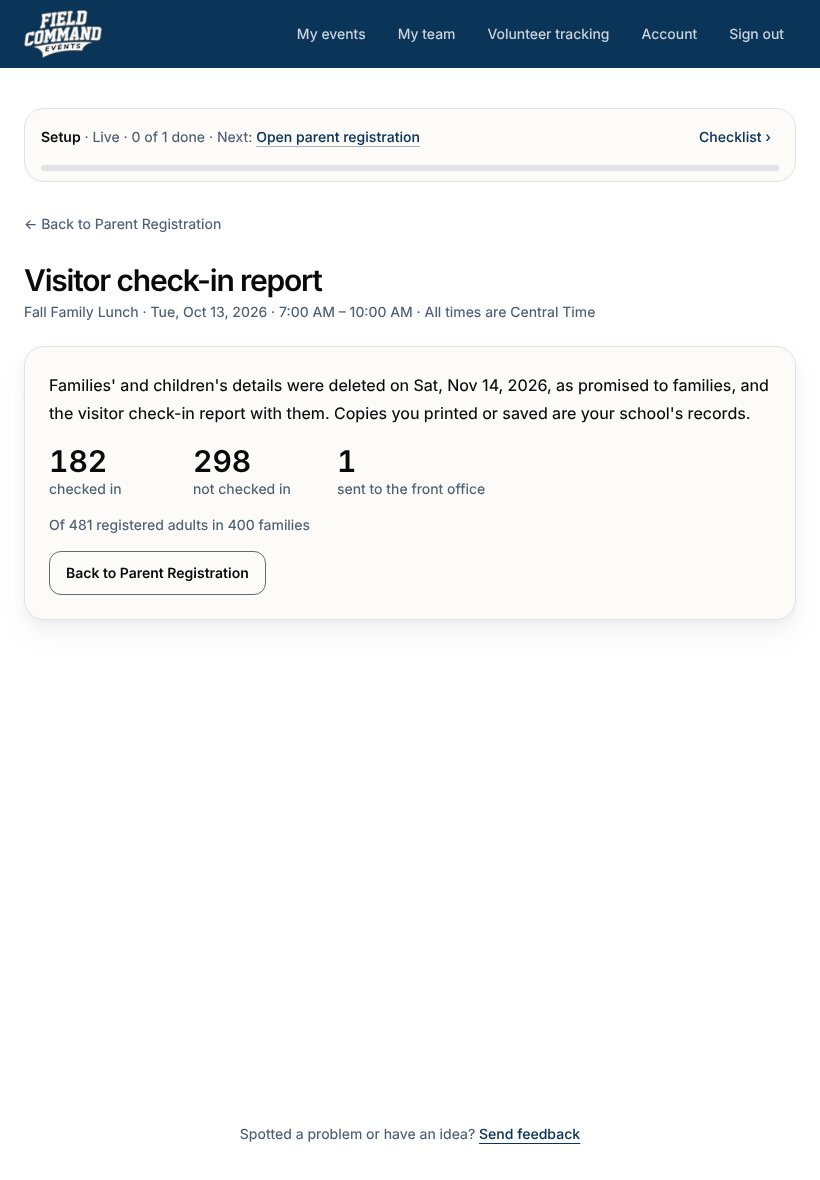 FIELD
COMMAND
EVENTS
My events
My team
Volunteer tracking
Account
Sign out
Setup · Live · 0 of 1 done · Next: Open parent registration
Checklist ›
← Back to Parent Registration
Visitor check-in report
Fall Family Lunch · Tue, Oct 13, 2026 · 7:00 AM – 10:00 AM · All times are Central Time
Families' and children's details were deleted on Sat, Nov 14, 2026, as promised to families, and
the visitor check-in report with them. Copies you printed or saved are your school's records.
182
checked in
298
not checked in
1
sent to the front office
Of 481 registered adults in 400 families
Back to Parent Registration
Spotted a problem or have an idea? Send feedback